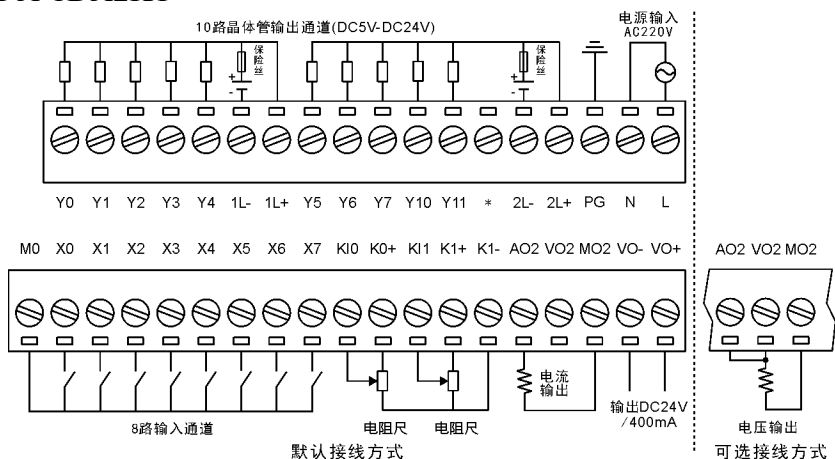 10路晶体管输出通道(DC5V-DC24V)
电源输入
AC220V
保险丝
+
-
保险丝
+
-
Y0 Y1 Y2 Y3 Y4 1L- 1L+ Y5 Y6 Y7 Y10 Y11 * 2L- 2L+ PG N L
M0 X0 X1 X2 X3 X4 X5 X6 X7 KI0 K0+ KI1 K1+ K1- AO2 VO2 MO2 VO- VO+
AO2 VO2 MO2
电流
输出
8路输入通道
电阻尺
电阻尺
输出DC24V
/400mA
电压输出
默认接线方式
可选接线方式